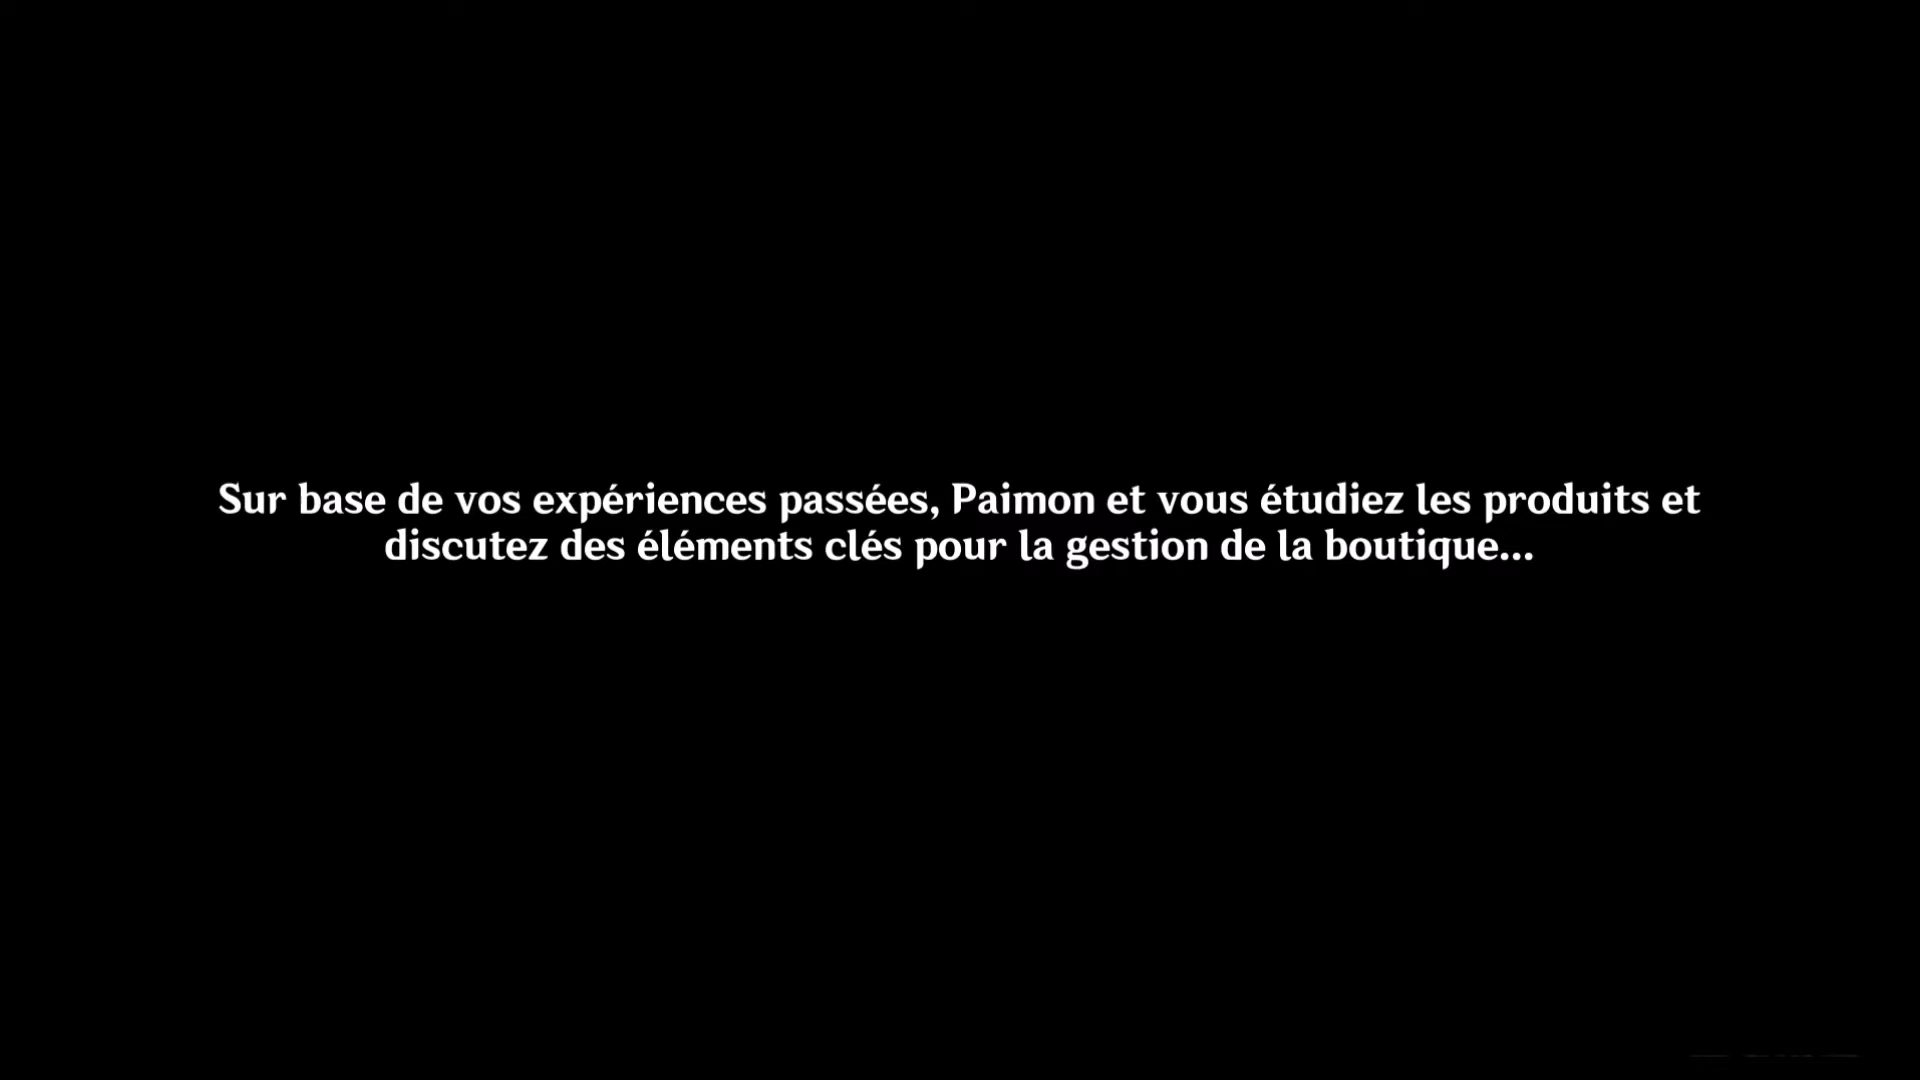 Sur base de vos expériences passées, Paimon et vous étudiez les produits et
discutez des éléments clés pour la gestion de la boutique...